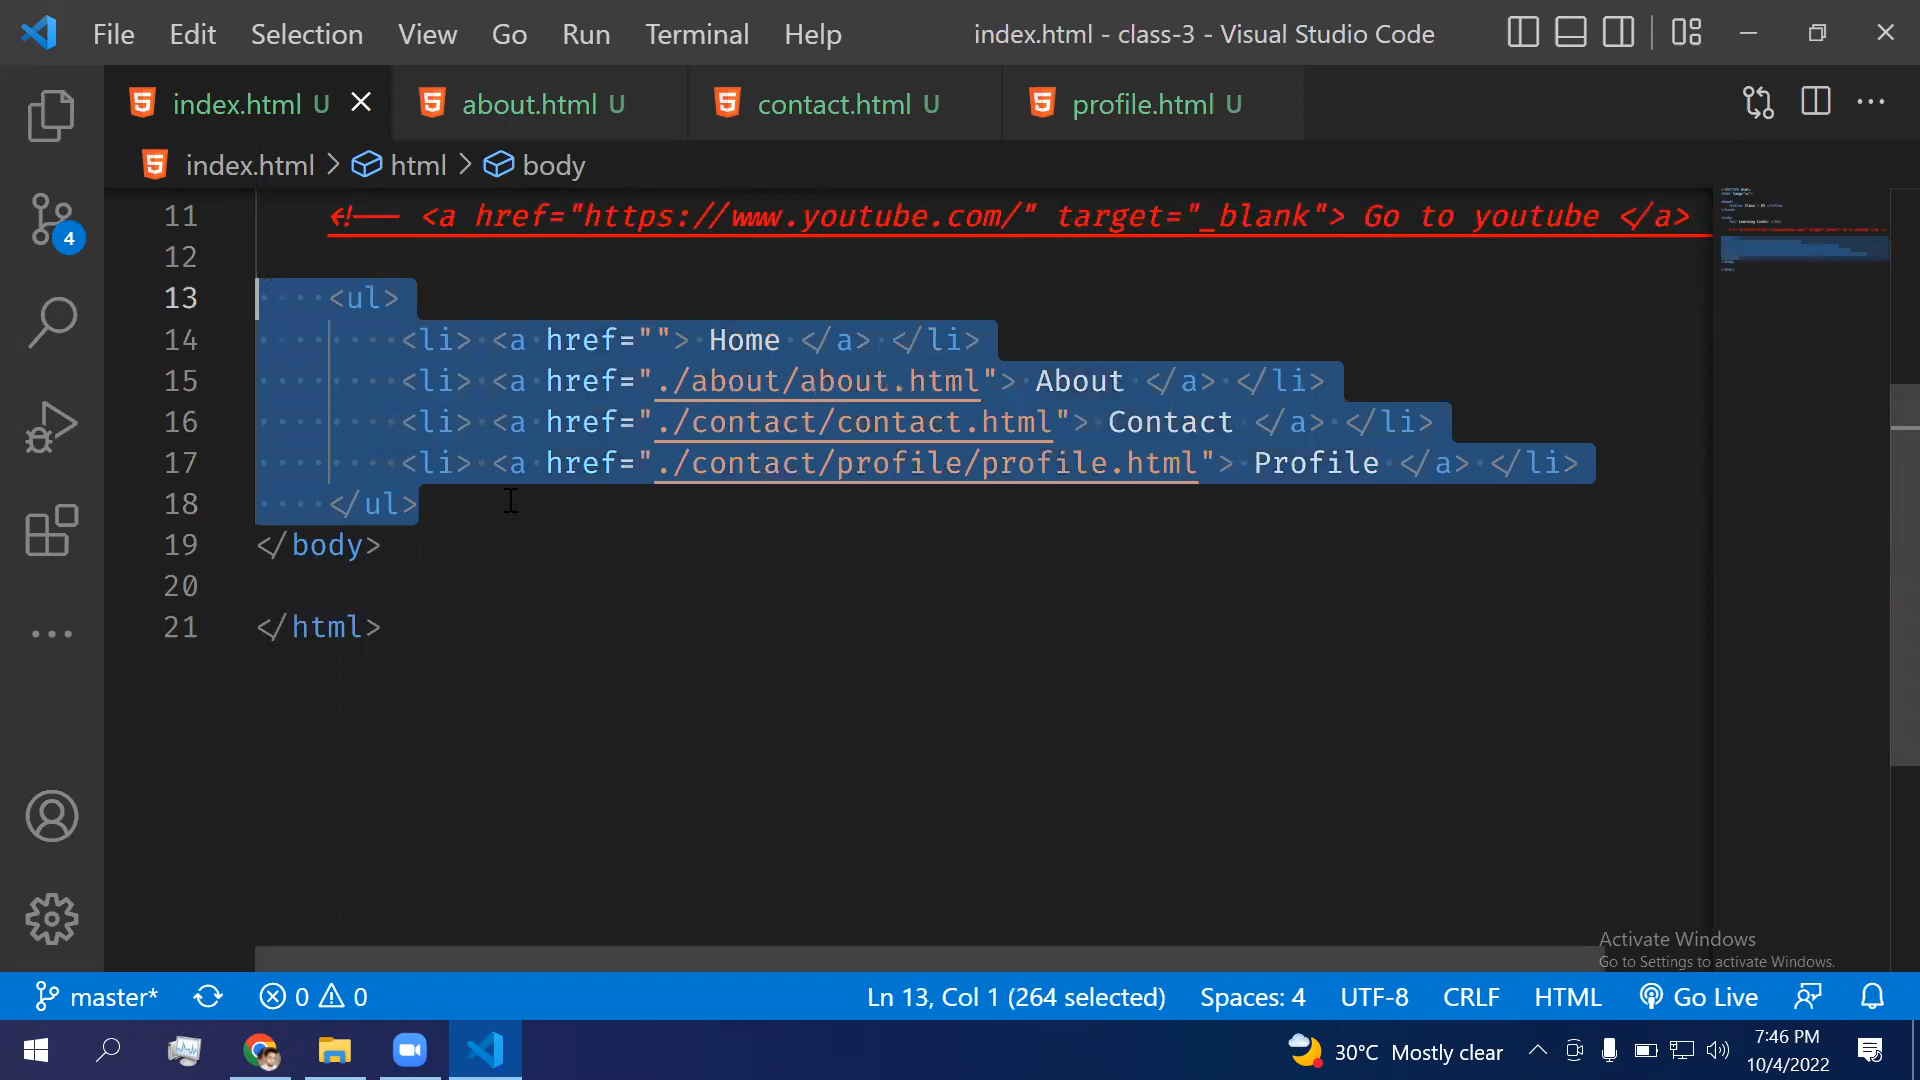 File Edit Selection View Go Run Terminal Help index.html - class-3 - Visual Studio Code
index.html U about.html U contact.html U profile.html U
index.html > html > body
11 <!-- <a href="https://www.youtube.com/" target="_blank"> Go to youtube </a>
12
13 <ul>
14 <li> <a href=""> Home </a> </li>
15 <li> <a href="./about/about.html"> About </a> </li>
16 <li> <a href="./contact/contact.html"> Contact </a> </li>
17 <li> <a href="./contact/profile/profile.html"> Profile </a> </li>
18 </ul>
19 </body>
20
21 </html>
4
Activate Windows
Go to Settings to activate Windows.
master* 0 0 Ln 13, Col 1 (264 selected) Spaces: 4 UTF-8 CRLF HTML Go Live
30°C Mostly clear 7:46 PM
10/4/2022